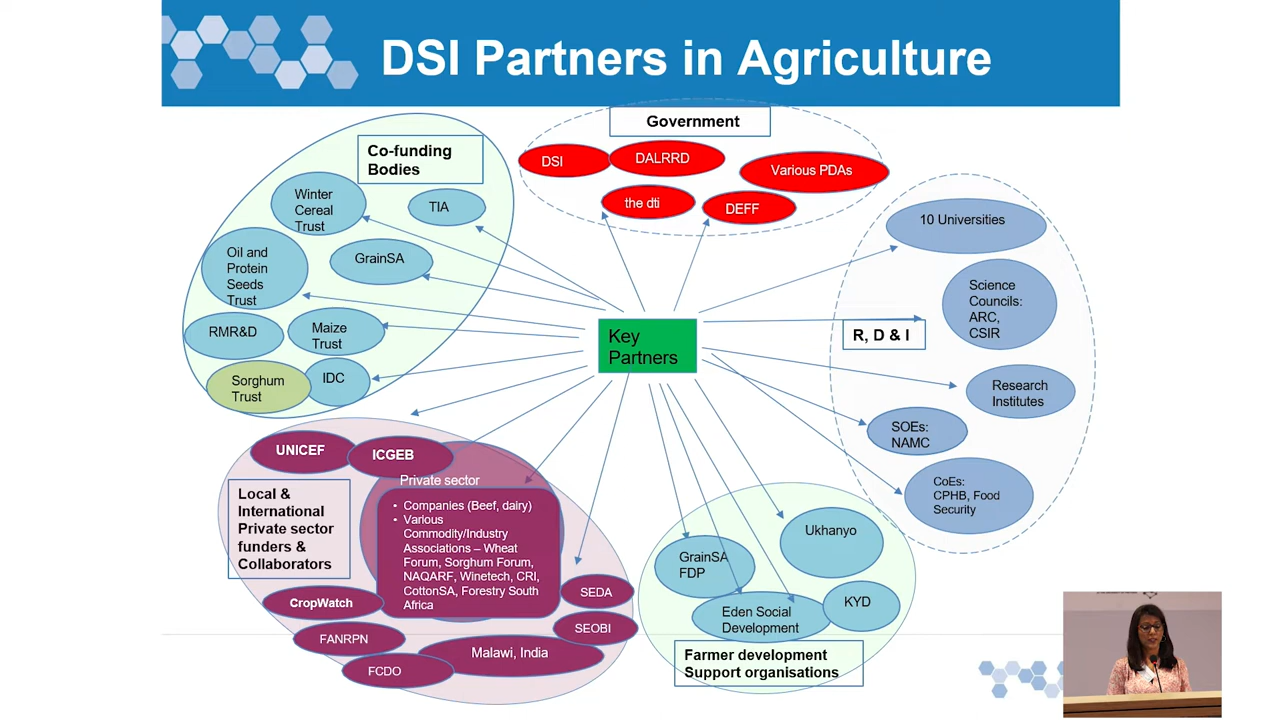 DSI Partners in Agriculture
Government
DSI
DALRRD
Various PDAs
the dti
DEFF
Co-funding
Bodies
Winter
Cereal
Trust
TIA
Oil and
Protein
Seeds
Trust
GrainSA
RMR&D
Maize
Trust
Sorghum
Trust
IDC
Key
Partners
10 Universities
Science
Councils:
ARC,
CSIR
R, D & I
Research
Institutes
SOEs:
NAMC
CoEs:
CPHB, Food
Security
UNICEF
ICGEB
Private sector
Local &
International
Private sector
funders &
Collaborators
• Companies (Beef, dairy)
• Various
Commodity/Industry
Associations – Wheat
Forum, Sorghum Forum,
NAQARF, Winetech, CRI,
CottonSA, Forestry South
Africa
CropWatch
FANRPN
FCDO
Malawi, India
SEDA
SEOBI
GrainSA
FDP
Ukhanyo
Eden Social
Development
KYD
Farmer development
Support organisations